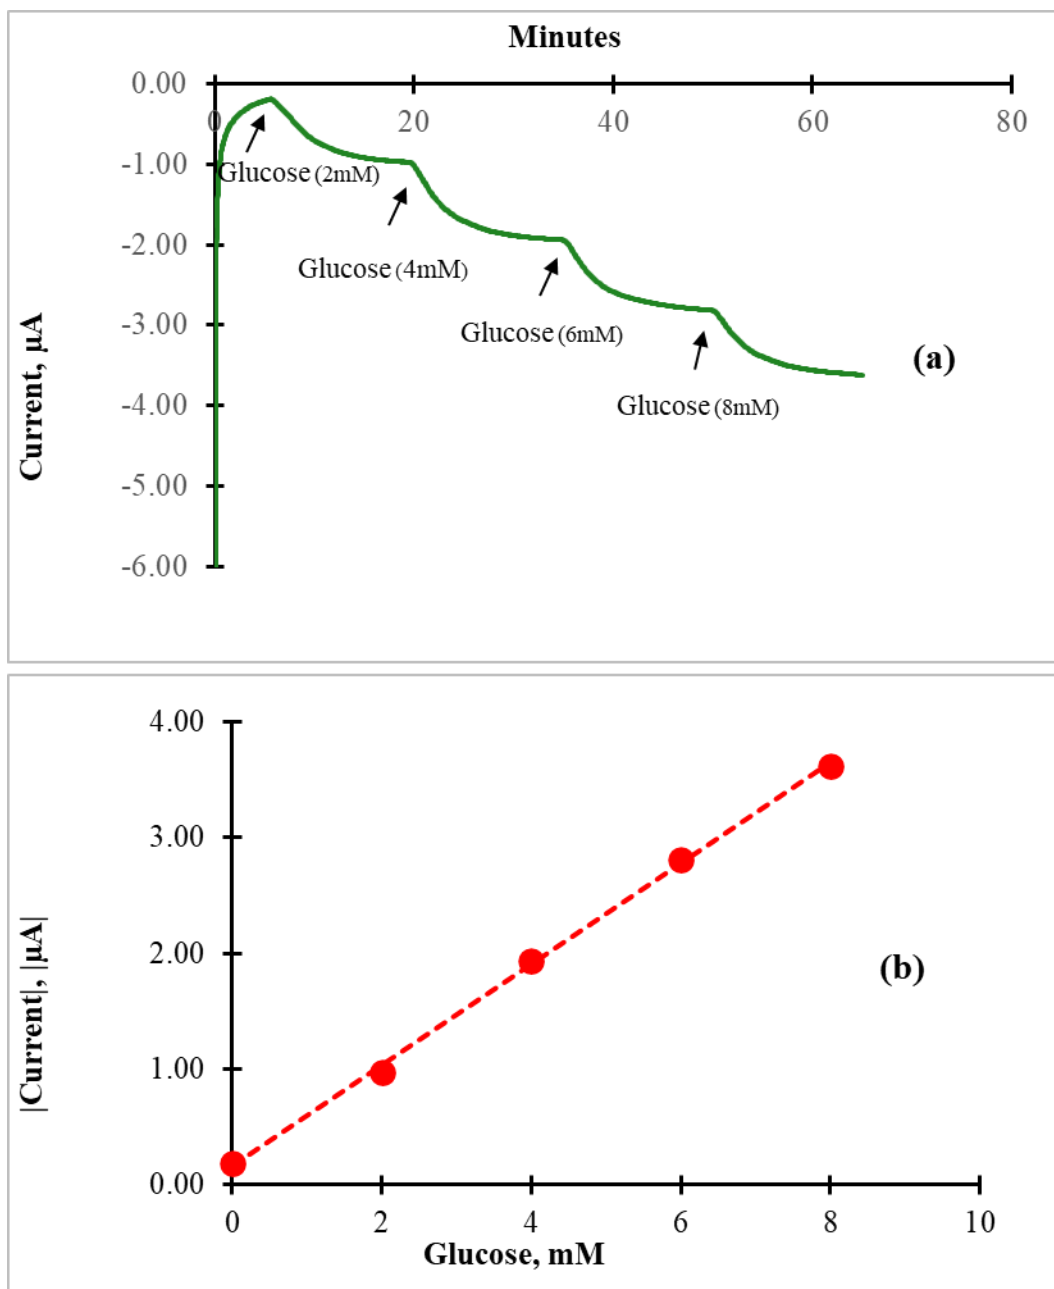 Minutes
0.00
0 20 40 60 80
Glucose (2mM)
-1.00
-2.00
Glucose (4mM)
-3.00
Glucose (6mM)
(a)
-4.00
Glucose (8mM)
-5.00
-6.00
Current, µA
4.00
3.00
2.00
(b)
1.00
0.00
|Current|, |µA|
0 2 4 6 8 10
Glucose, mM